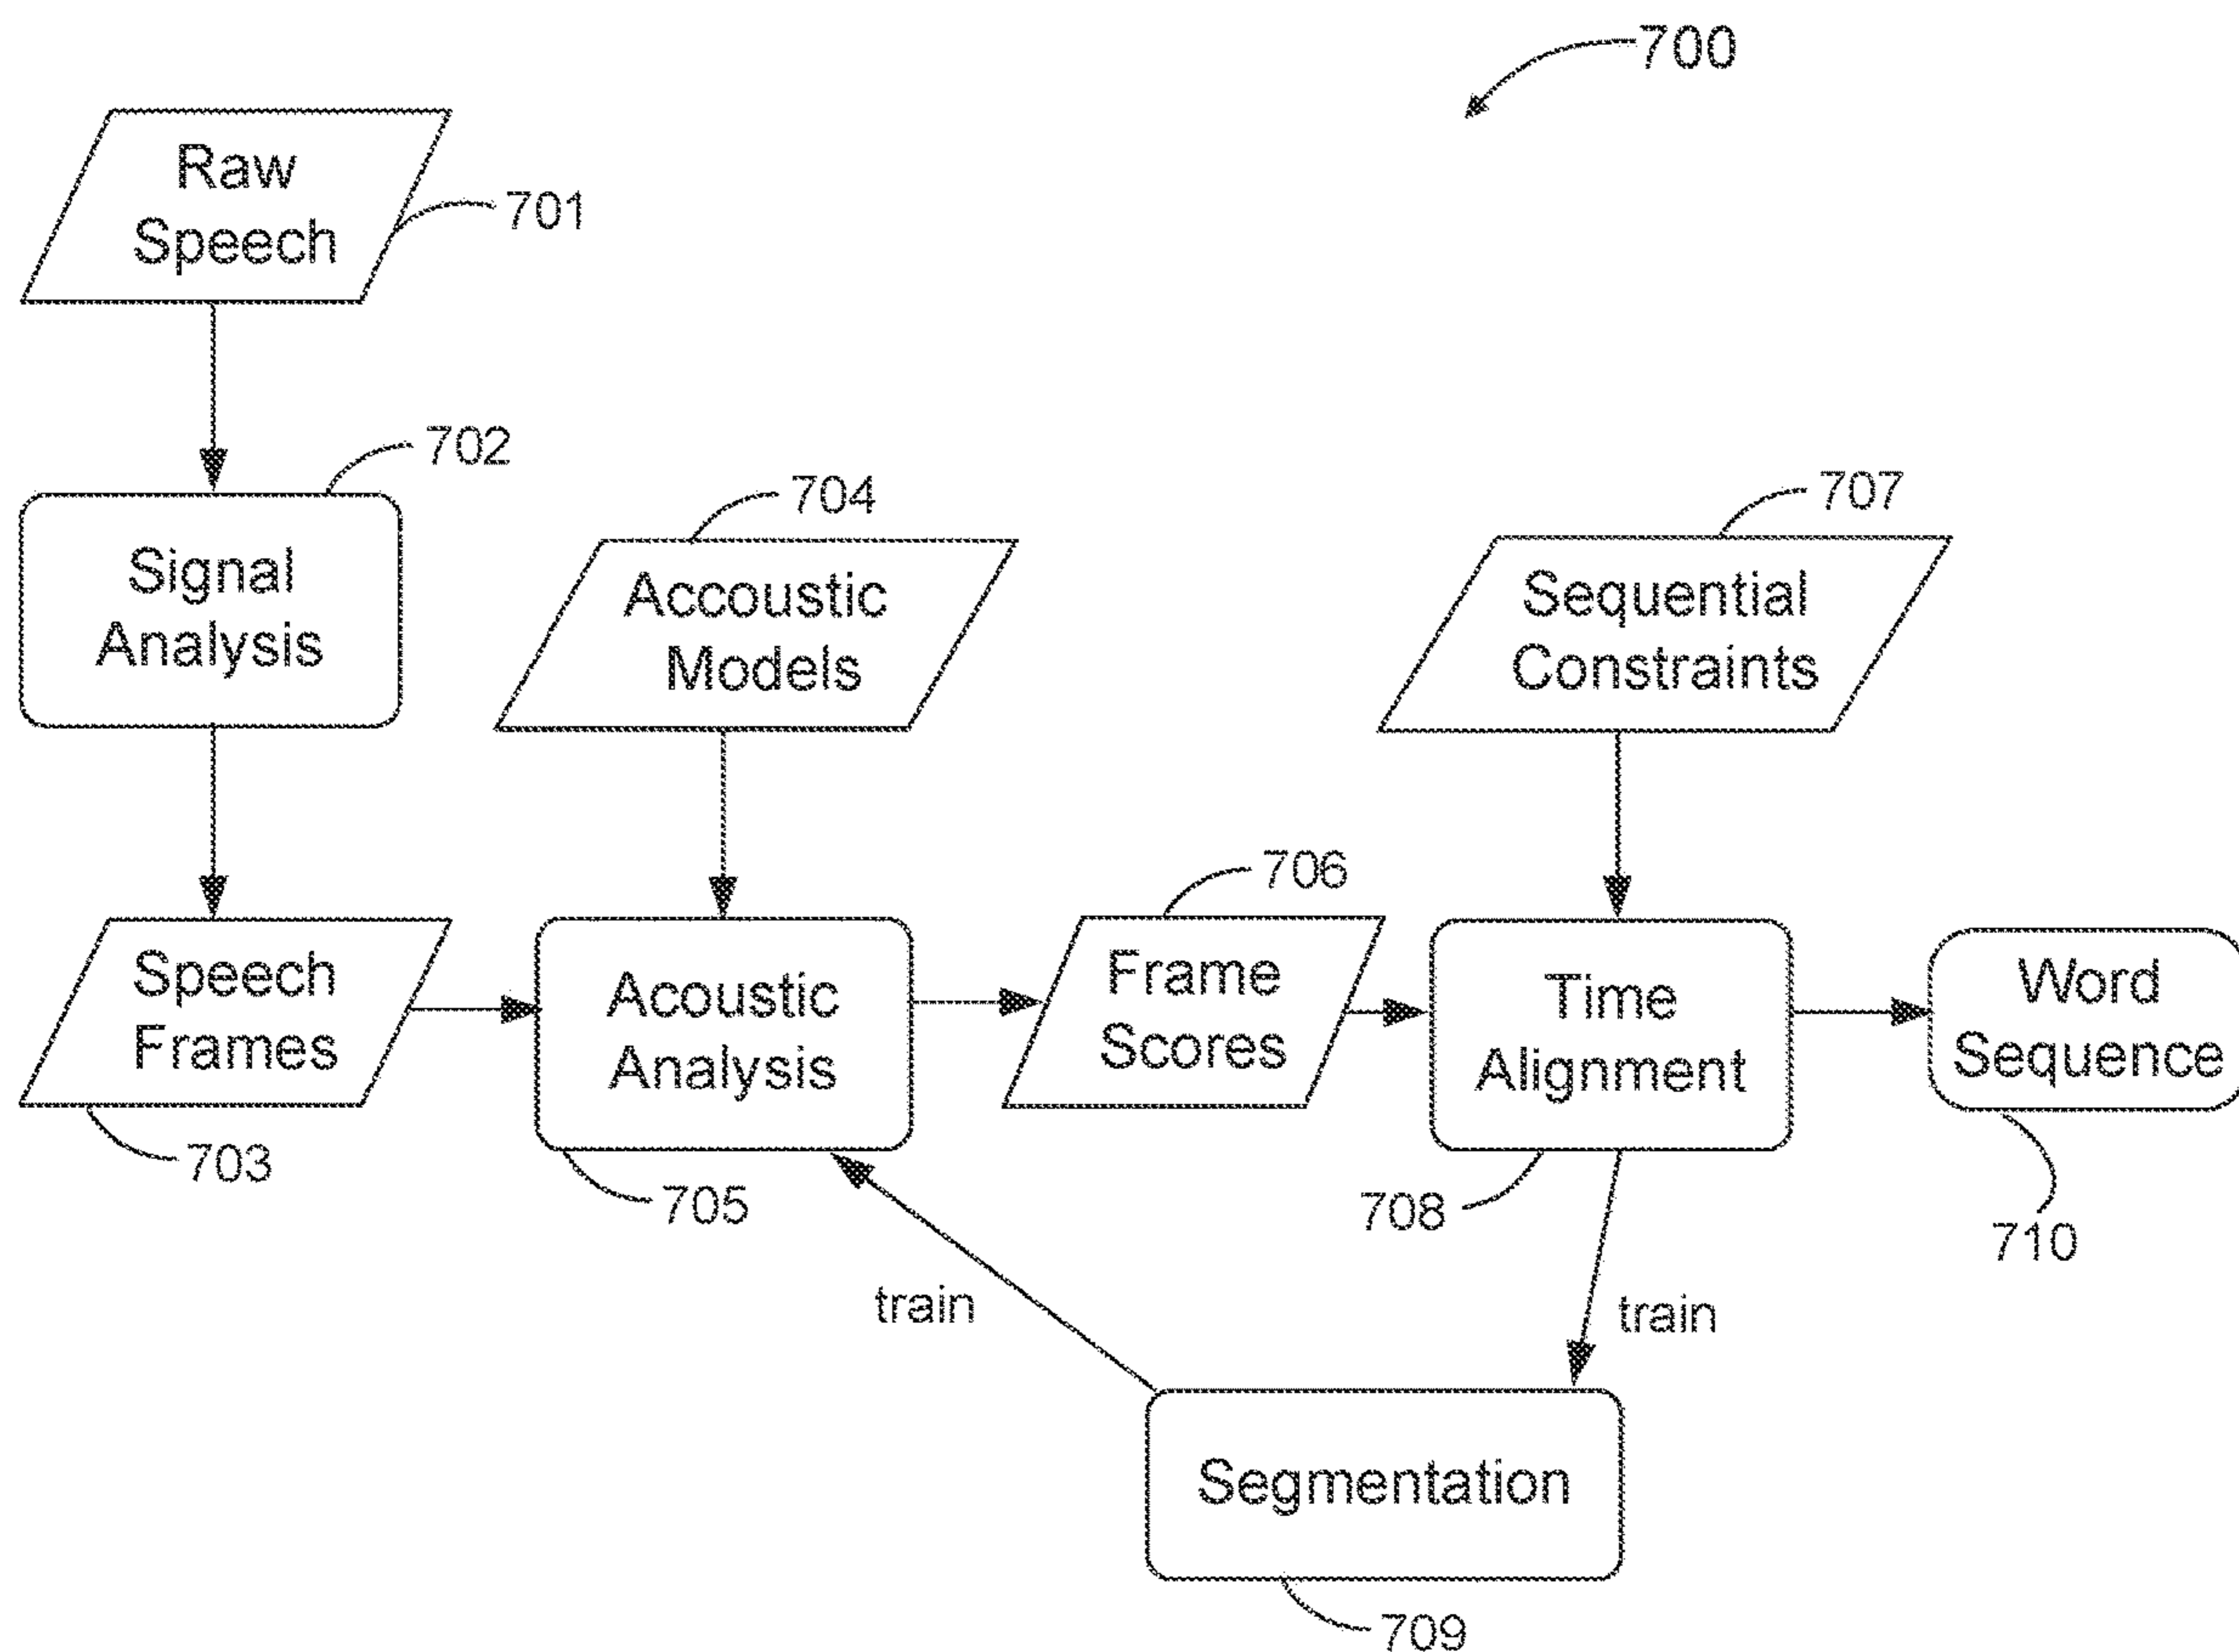 700
Raw
Speech
701
702
Signal
Analysis
704
Accoustic
Models
707
Sequential
Constraints
Speech
Frames
703
Acoustic
Analysis
705
706
Frame
Scores
Time
Alignment
708
Word
Sequence
710
train
train
Segmentation
709